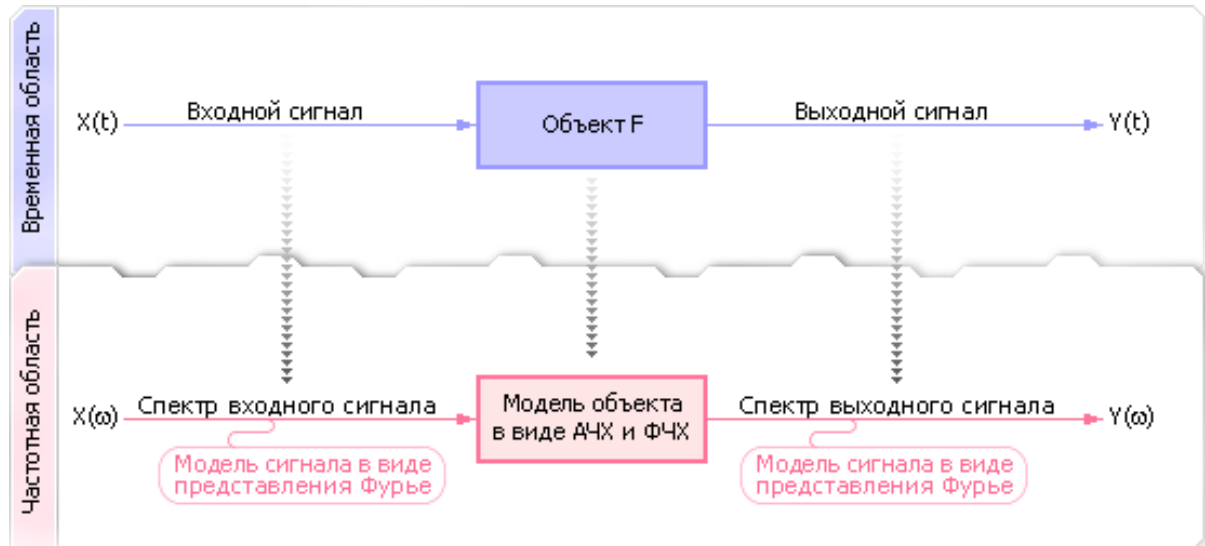 Временная область
X(t)
Входной сигнал
Объект F
Выходной сигнал
Y(t)
Частотная область
X(ω)
Спектр входного сигнала
Модель объекта
в виде АЧХ и ФЧХ
Спектр выходного сигнала
Y(ω)
Модель сигнала в виде
представления Фурье
Модель сигнала в виде
представления Фурье